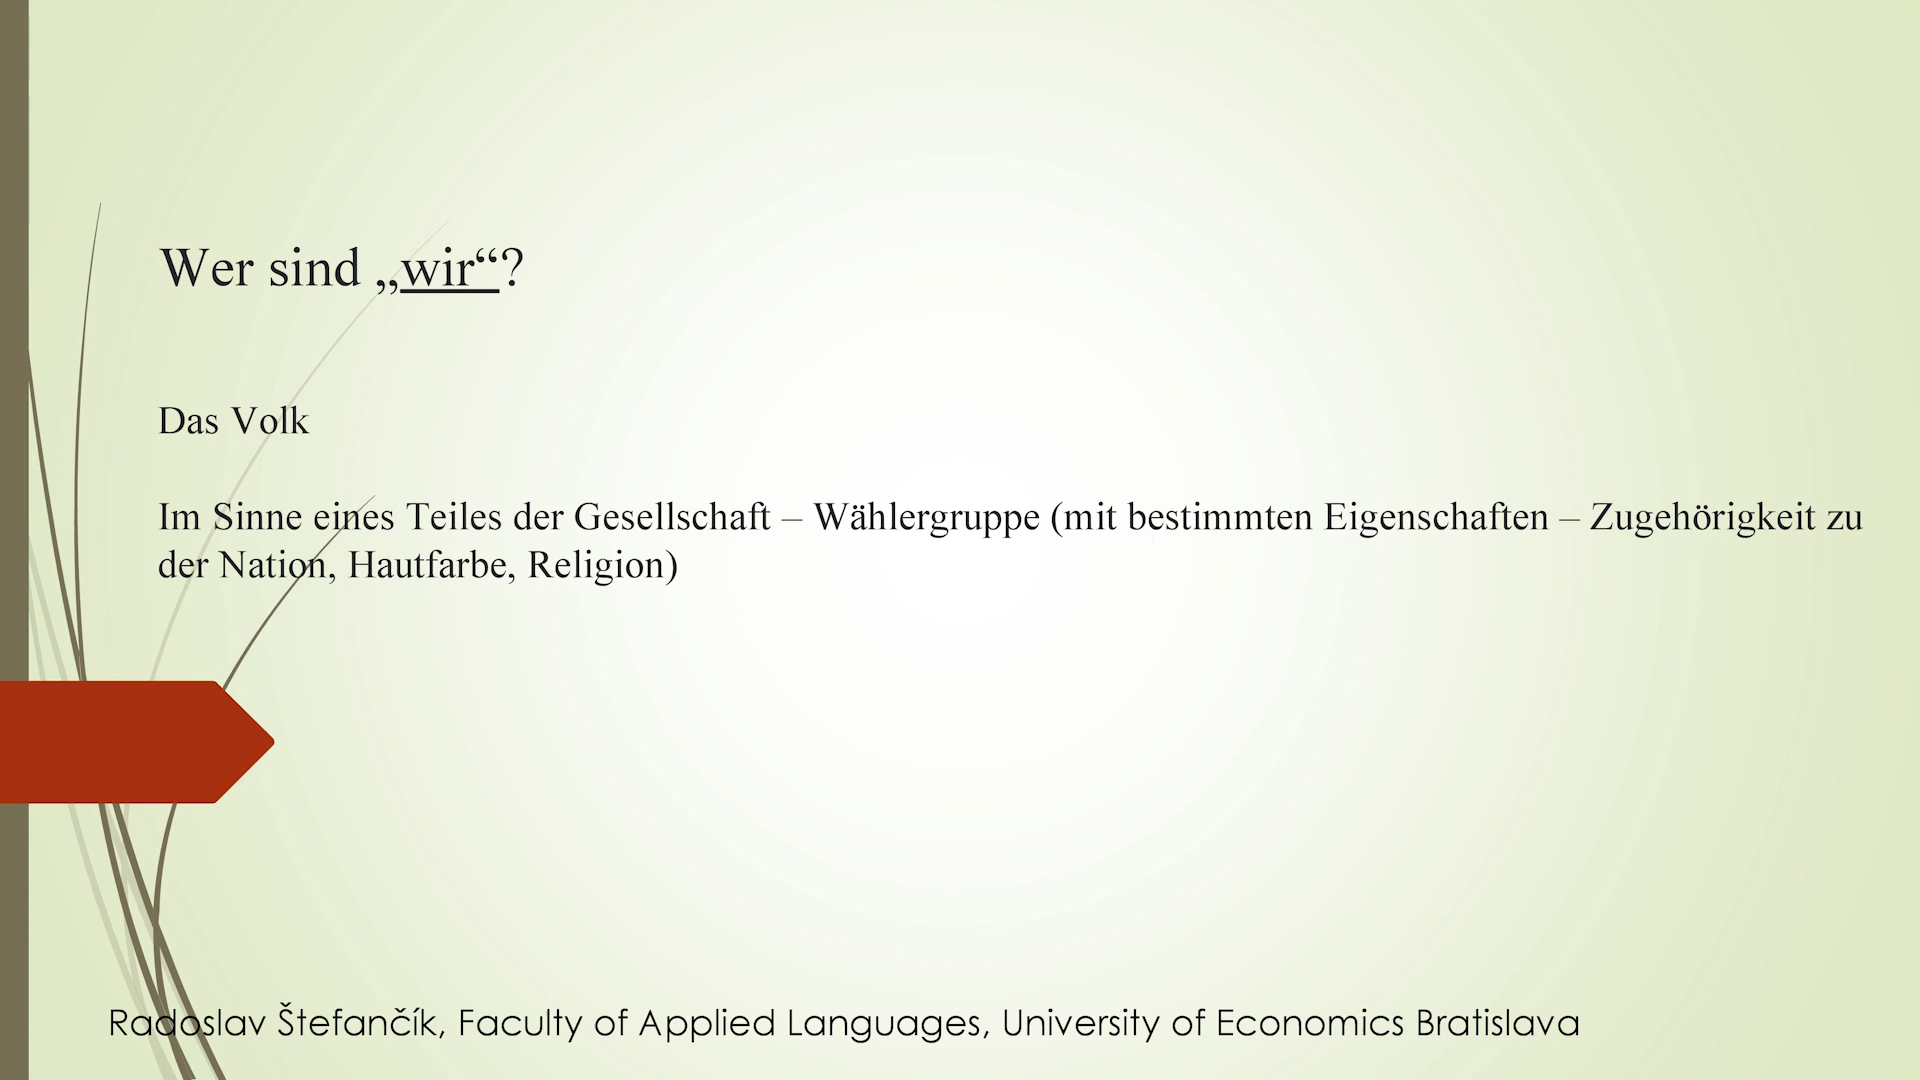 Wer sind „wir“?
Das Volk
Im Sinne eines Teiles der Gesellschaft – Wählergruppe (mit bestimmten Eigenschaften – Zugehörigkeit zu
der Nation, Hautfarbe, Religion)
Radoslav Štefančík, Faculty of Applied Languages, University of Economics Bratislava